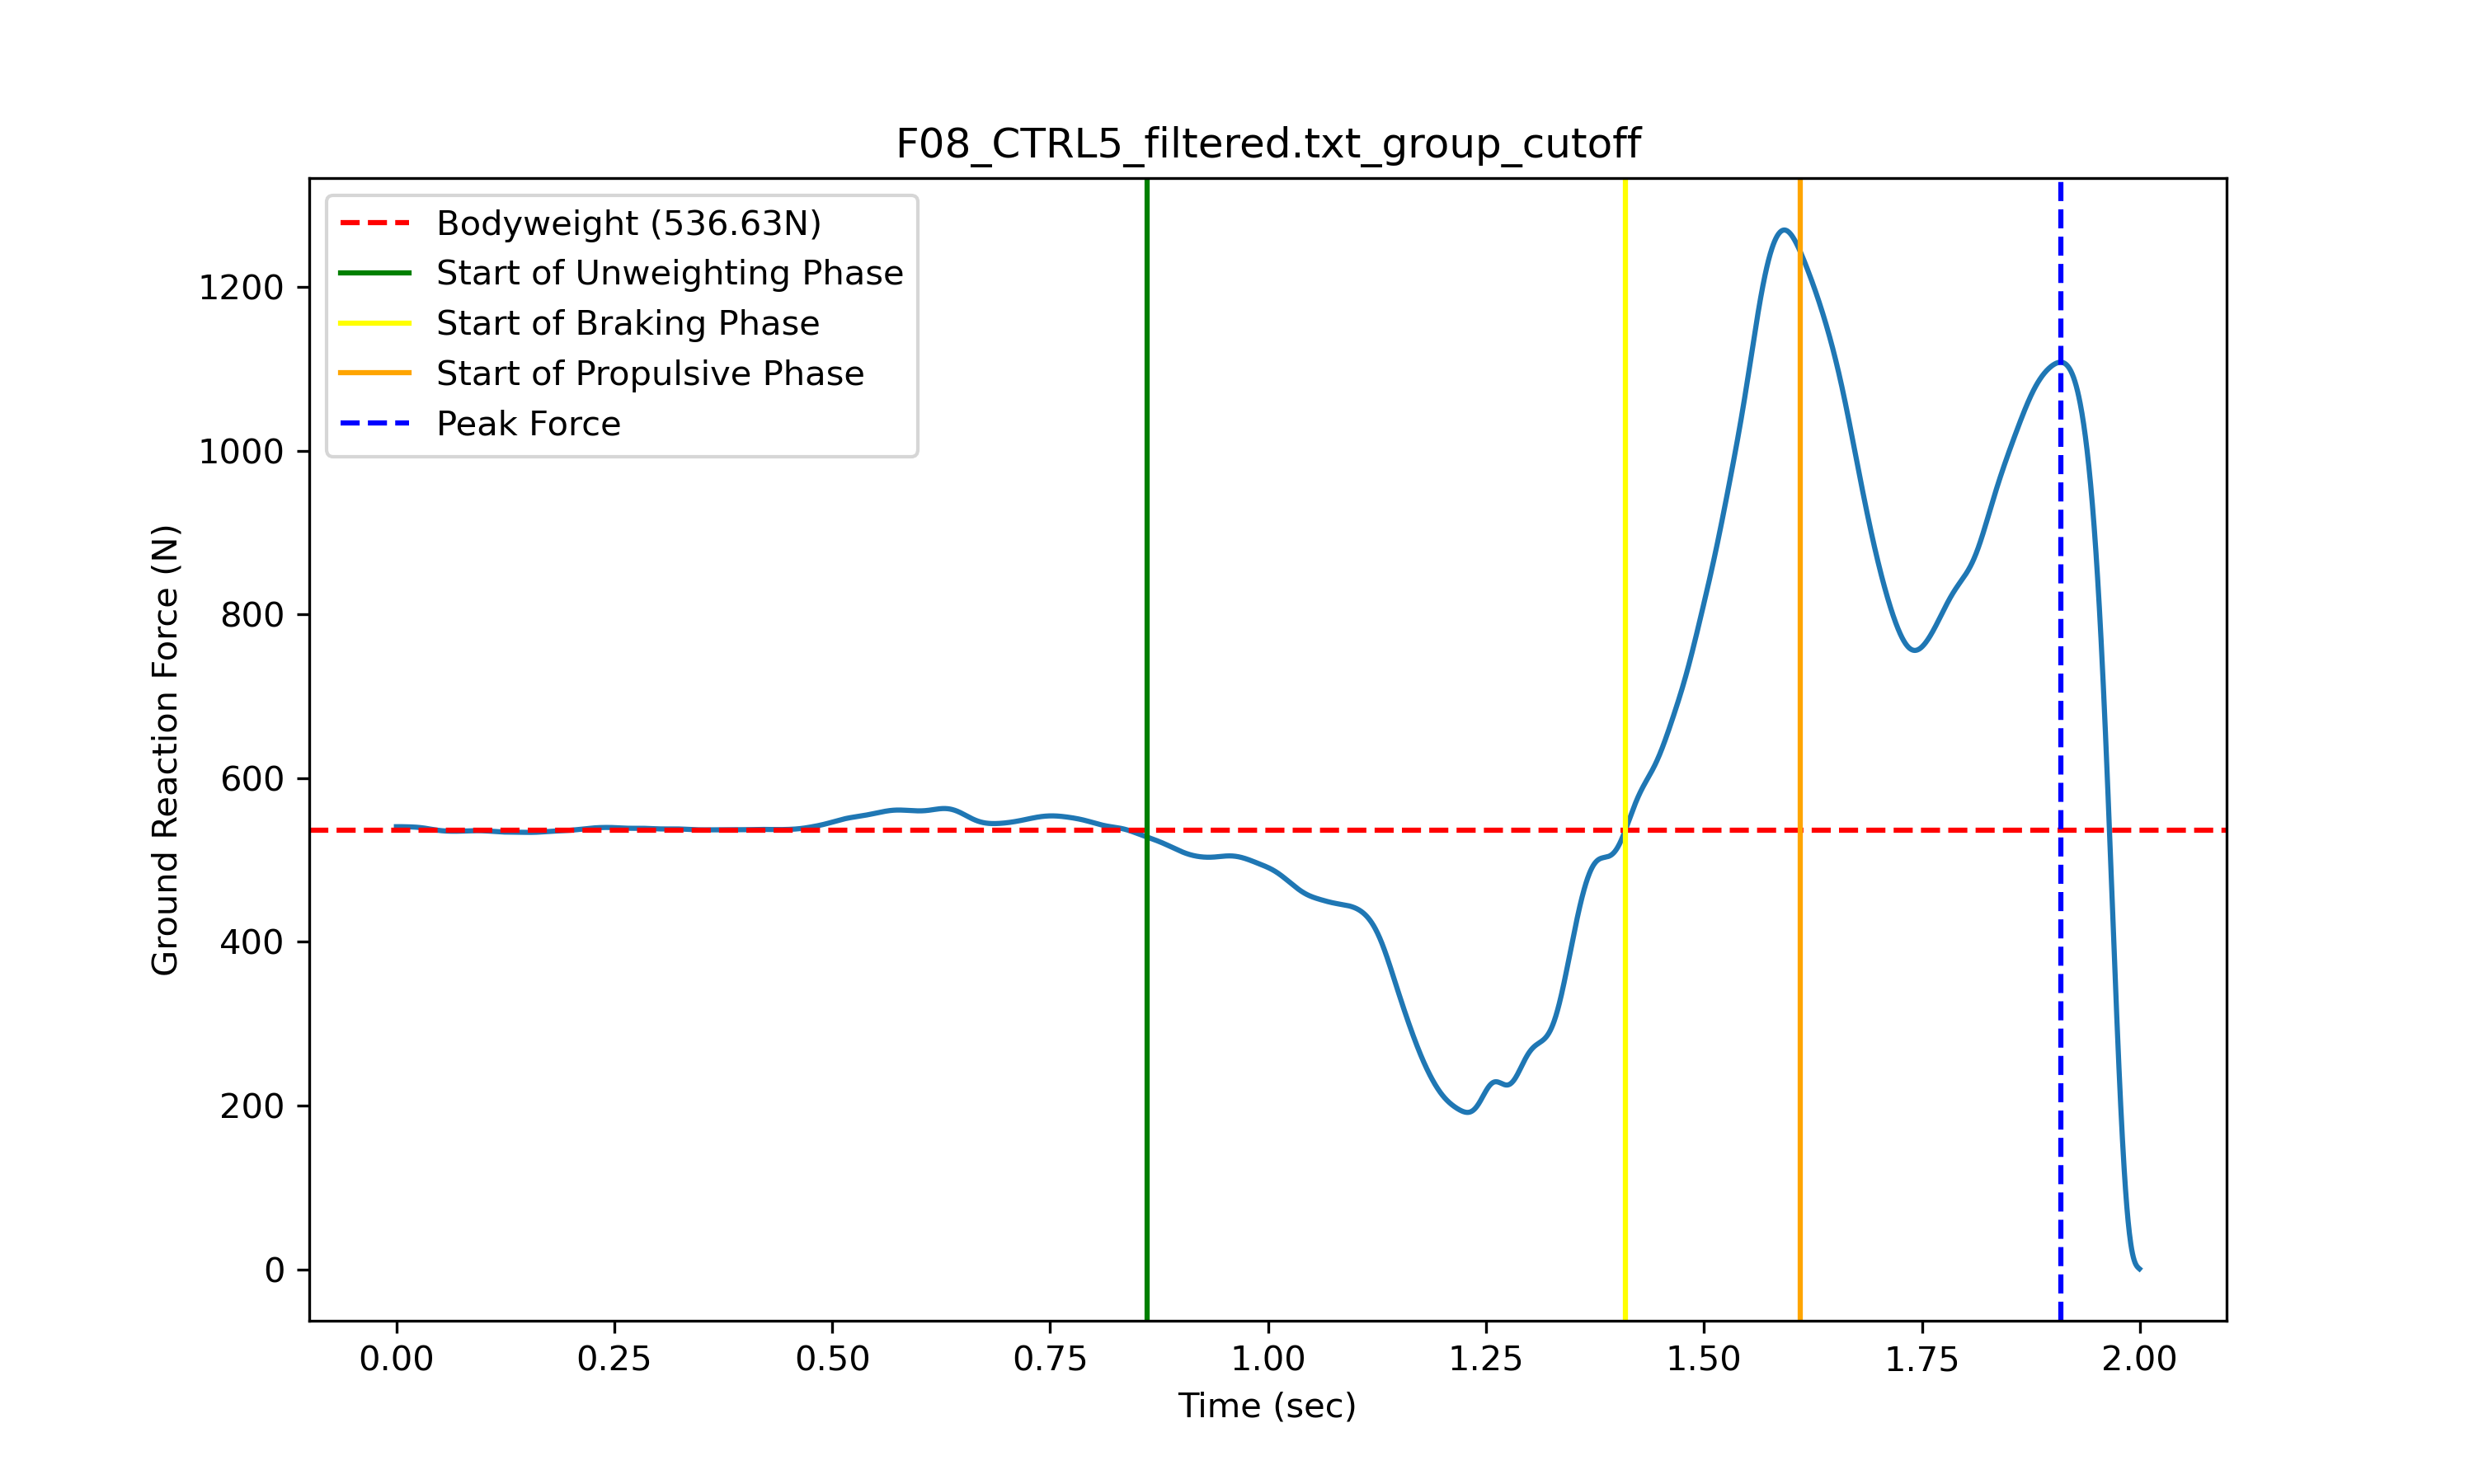 F08_CTRL5_filtered.txt_group_cutoff
Bodyweight (536.63N)
Start of Unweighting Phase
Start of Braking Phase
Start of Propulsive Phase
Peak Force
Ground Reaction Force (N)
1200
1000
800
600
400
200
0
0.00 0.25 0.50 0.75 1.00 1.25 1.50 1.75 2.00
Time (sec)